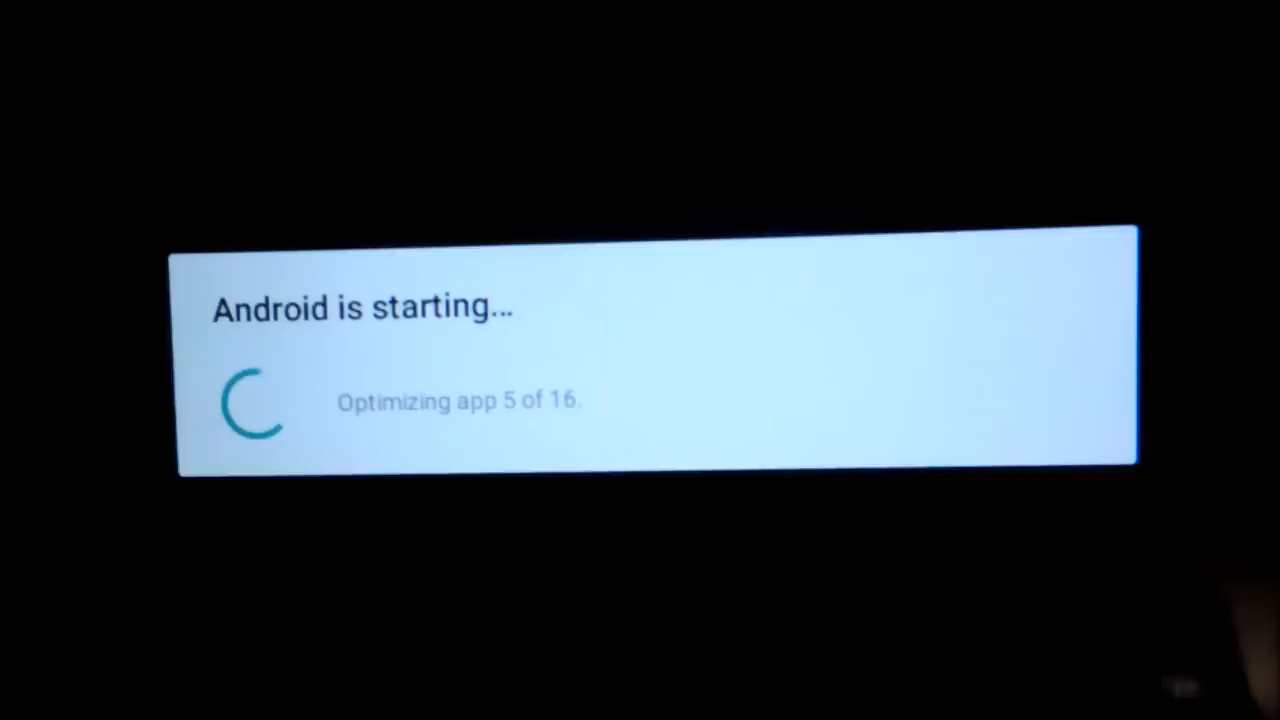 Android is starting...
Optimizing app 5 of 16.